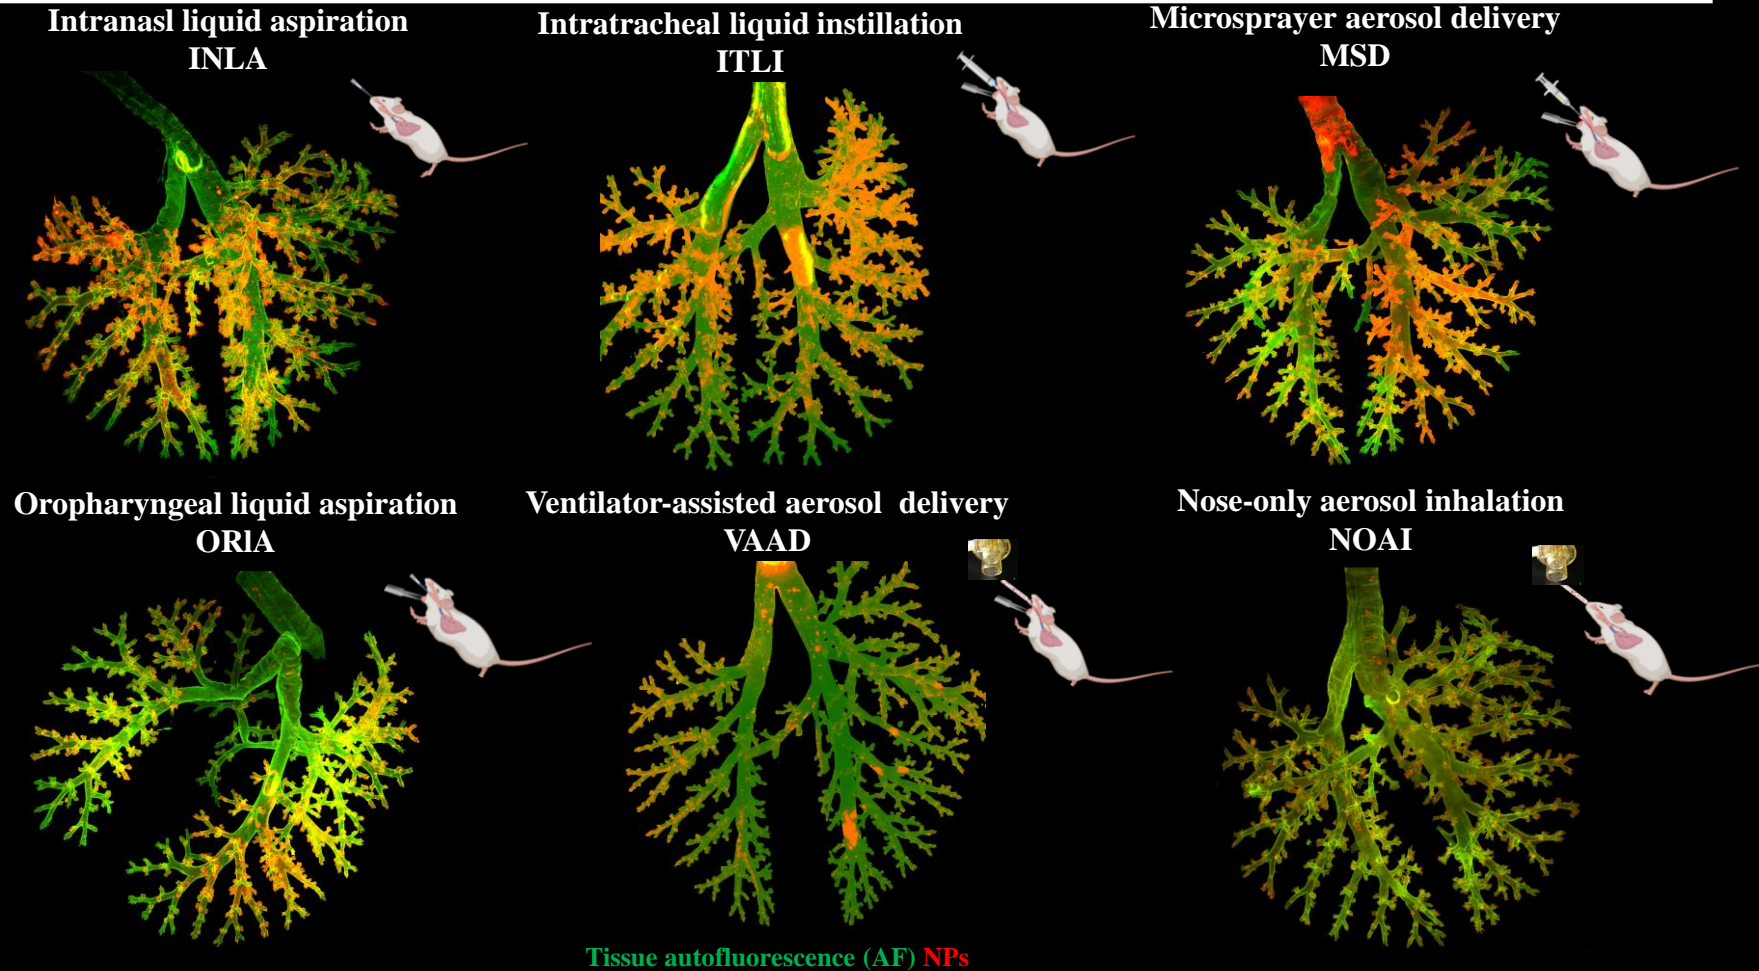 Intranasl liquid aspiration
INLA
Intratracheal liquid instillation
ITLI
Microsprayer aerosol delivery
MSD
Oropharyngeal liquid aspiration
ORlA
Ventilator-assisted aerosol delivery
VAAD
Nose-only aerosol inhalation
NOAI
Tissue autofluorescence (AF) NPs